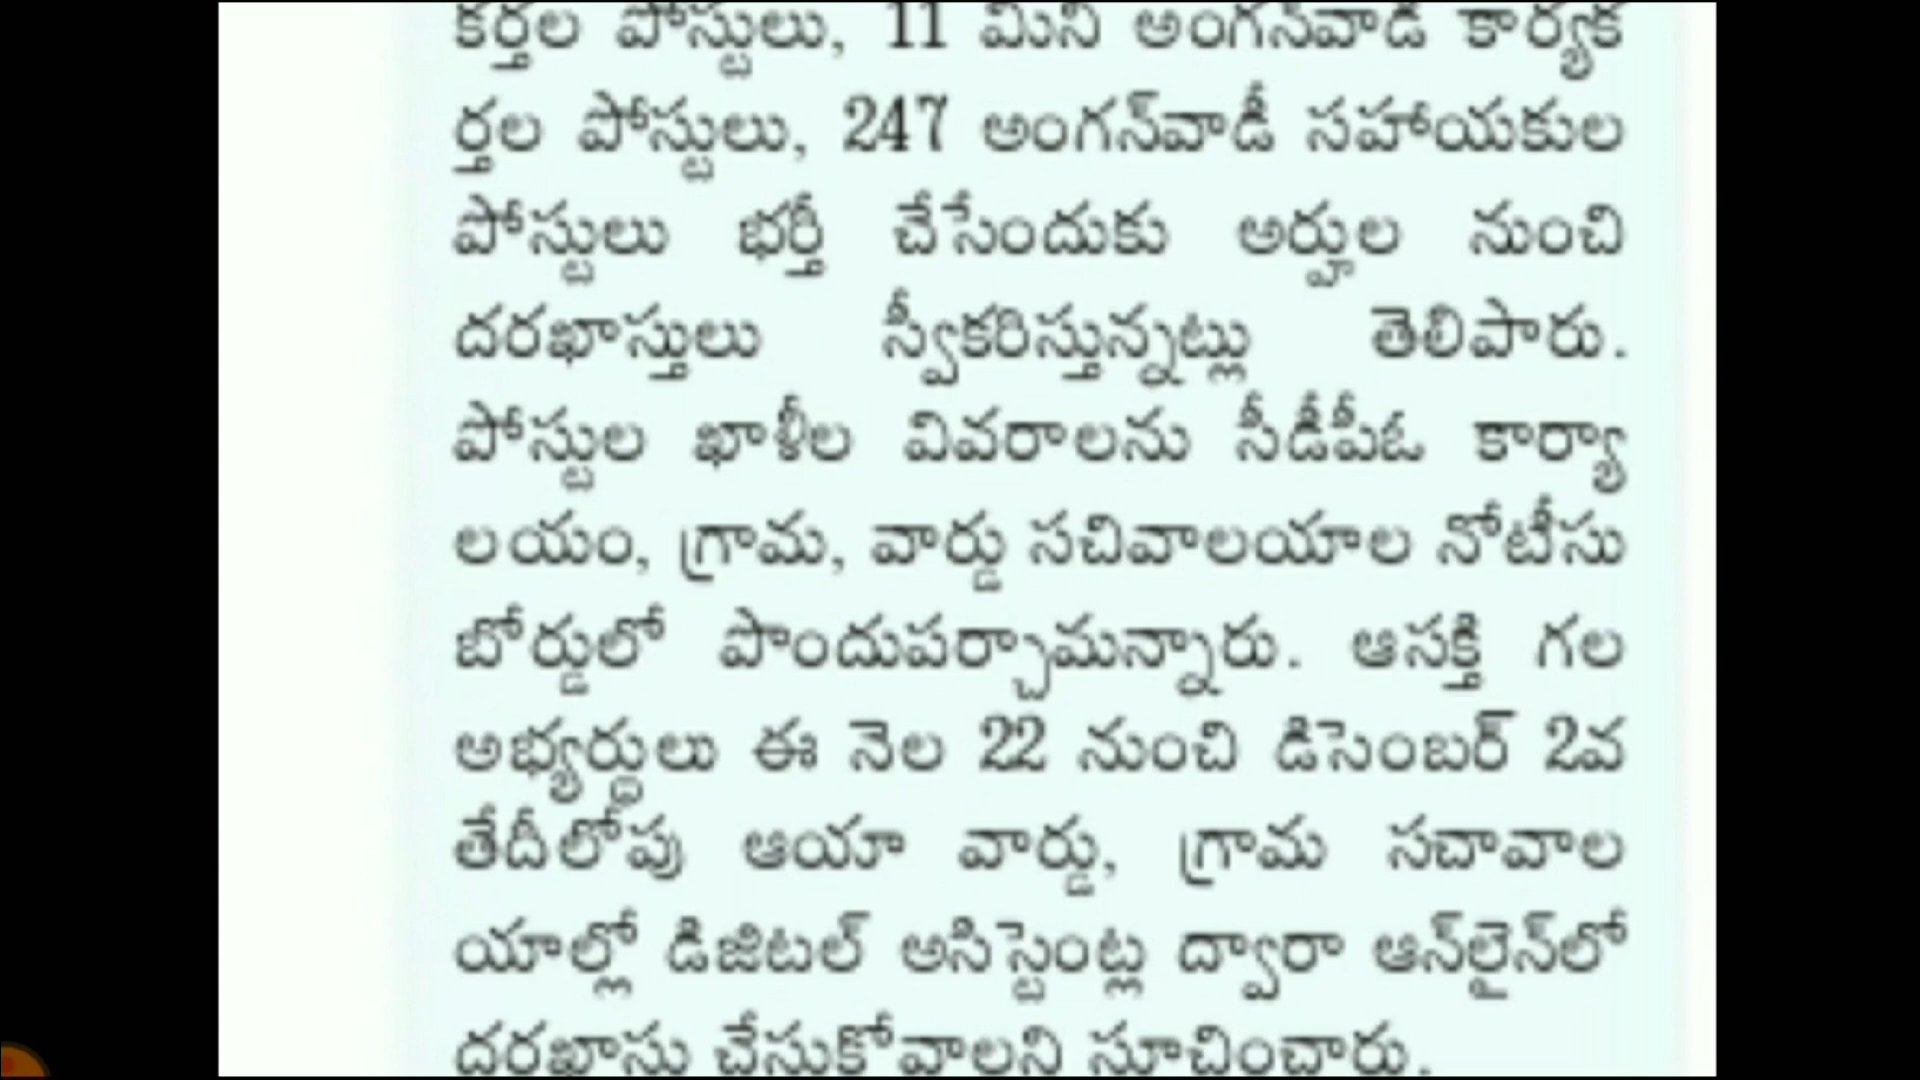 కర్తల పోస్టులు, 11 మినీ అంగన్‌వాడీ కార్యక
ర్తల పోస్టులు, 247 అంగన్‌వాడీ సహాయకుల
పోస్టులు భర్తీ చేసేందుకు అర్హుల నుంచి
దరఖాస్తులు స్వీకరిస్తున్నట్లు తెలిపారు.
పోస్టుల ఖాళీల వివరాలను సీడీపీఓ కార్యా
లయం, గ్రామ, వార్డు సచివాలయాల నోటీసు
బోర్డులో పొందుపర్చామన్నారు. ఆసక్తి గల
అభ్యర్థులు ఈ నెల 22 నుంచి డిసెంబర్ 2వ
తేదీలోపు ఆయా వార్డు, గ్రామ సచావాల
యాల్లో డిజిటల్ అసిస్టెంట్ల ద్వారా ఆన్‌లైన్‌లో
దరఖాస్తు చేసుకోవాలని సూచించారు.